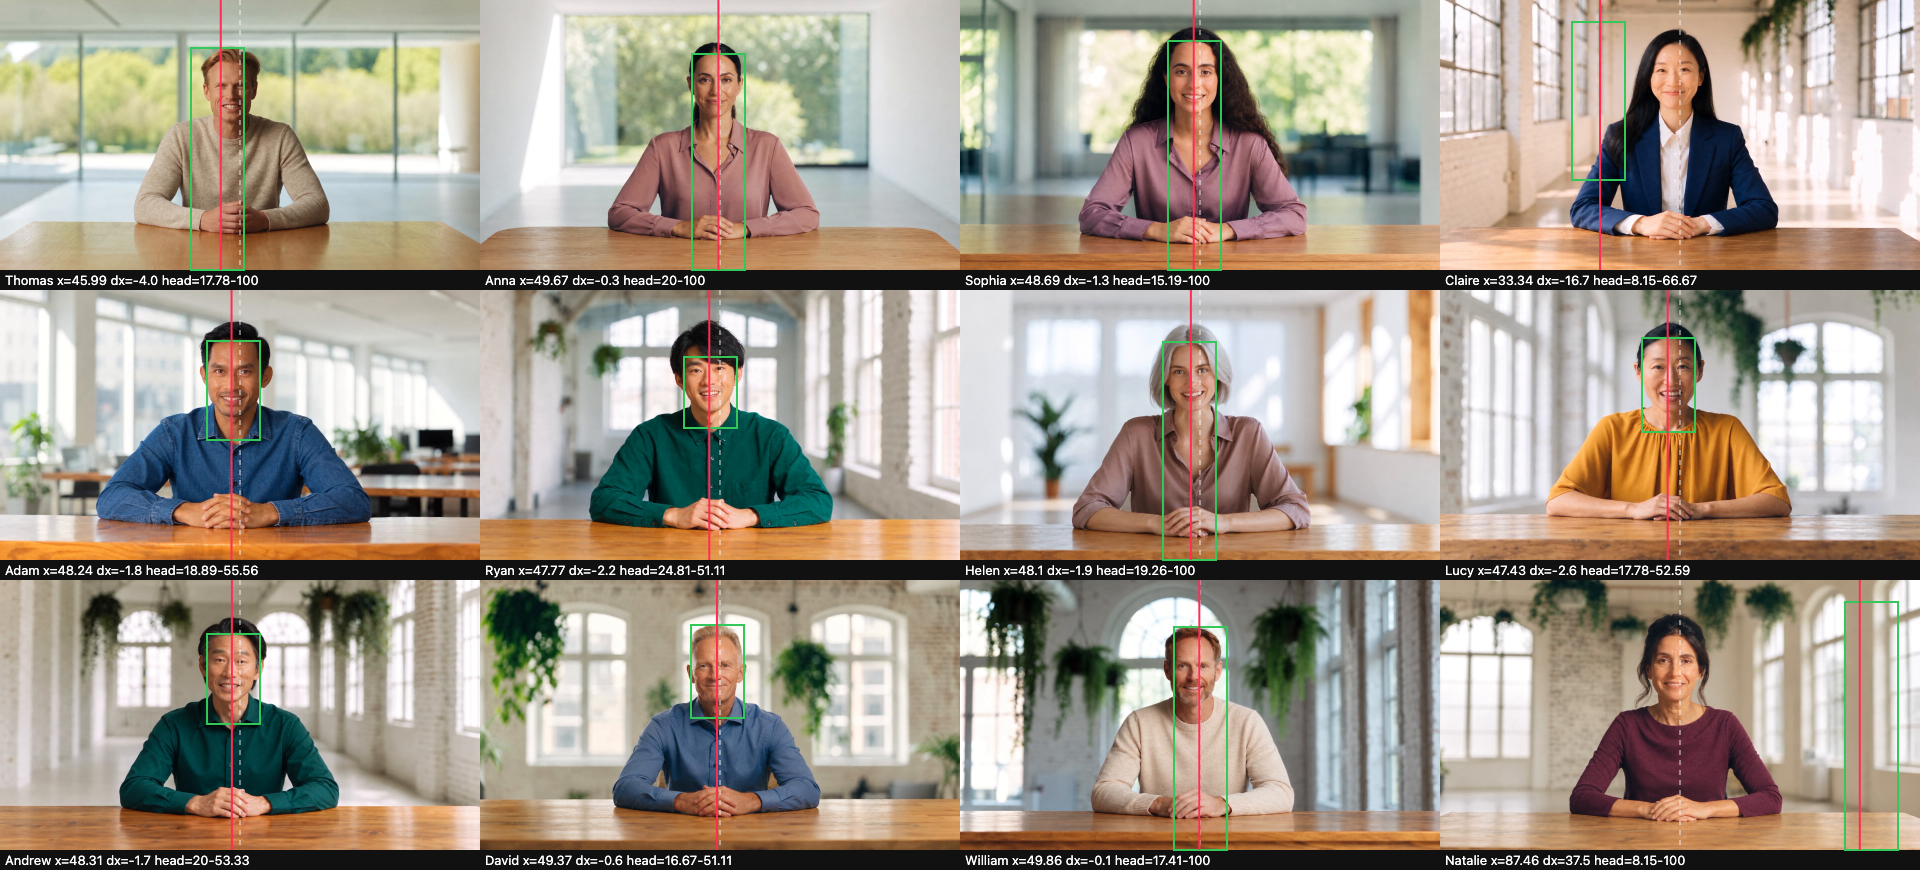 Thomas x=45.99 dx=-4.0 head=17.78-100
Anna x=49.67 dx=-0.3 head=20-100
Sophia x=48.69 dx=-1.3 head=15.19-100
Claire x=33.34 dx=-16.7 head=8.15-66.67
Adam x=48.24 dx=-1.8 head=18.89-55.56
Ryan x=47.77 dx=-2.2 head=24.81-51.11
Helen x=48.1 dx=-1.9 head=19.26-100
Lucy x=47.43 dx=-2.6 head=17.78-52.59
Andrew x=48.31 dx=-1.7 head=20-53.33
David x=49.37 dx=-0.6 head=16.67-51.11
William x=49.86 dx=-0.1 head=17.41-100
Natalie x=87.46 dx=37.5 head=8.15-100